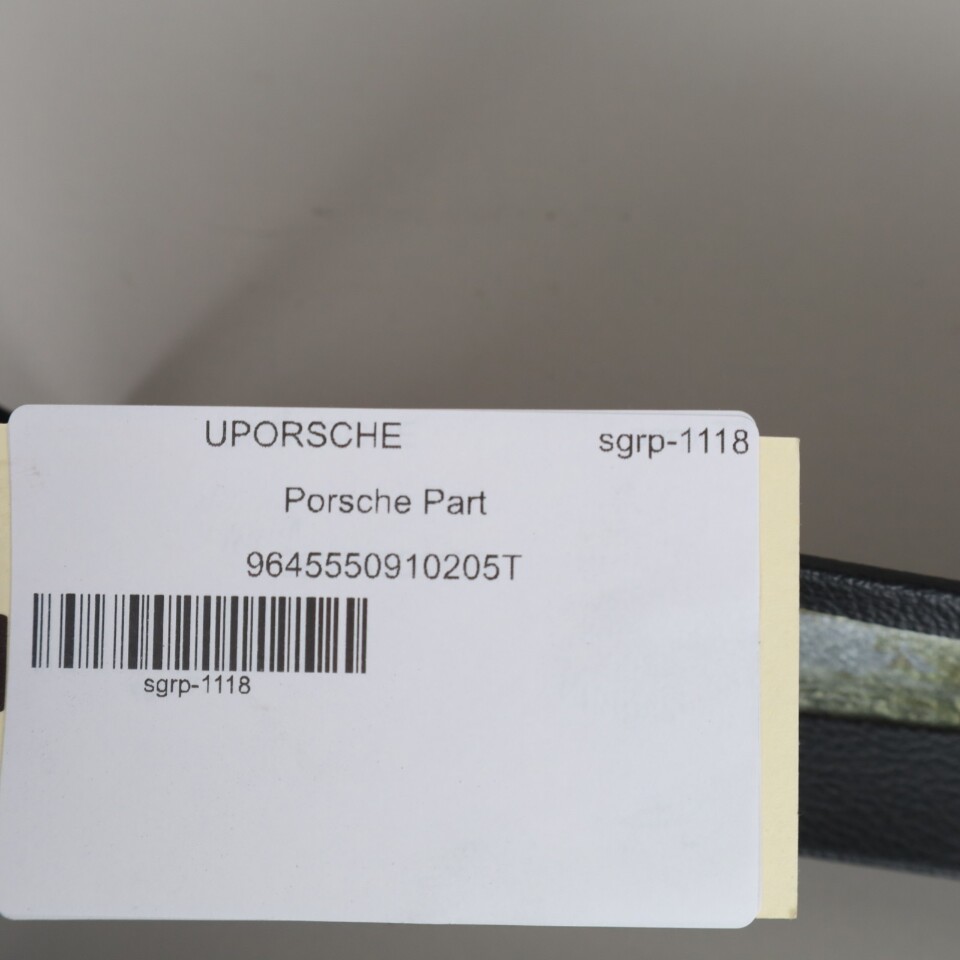 UPORSCHE sgrp-1118
Porsche Part
9645550910205T
sgrp-1118